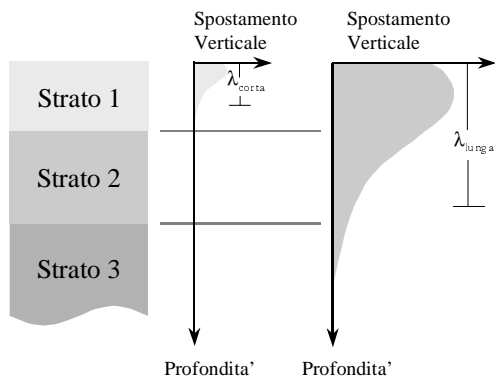 Spostamento
Verticale
Spostamento
Verticale
Strato 1
λcorta
Strato 2
λlunga
Strato 3
Profondita'
Profondita'